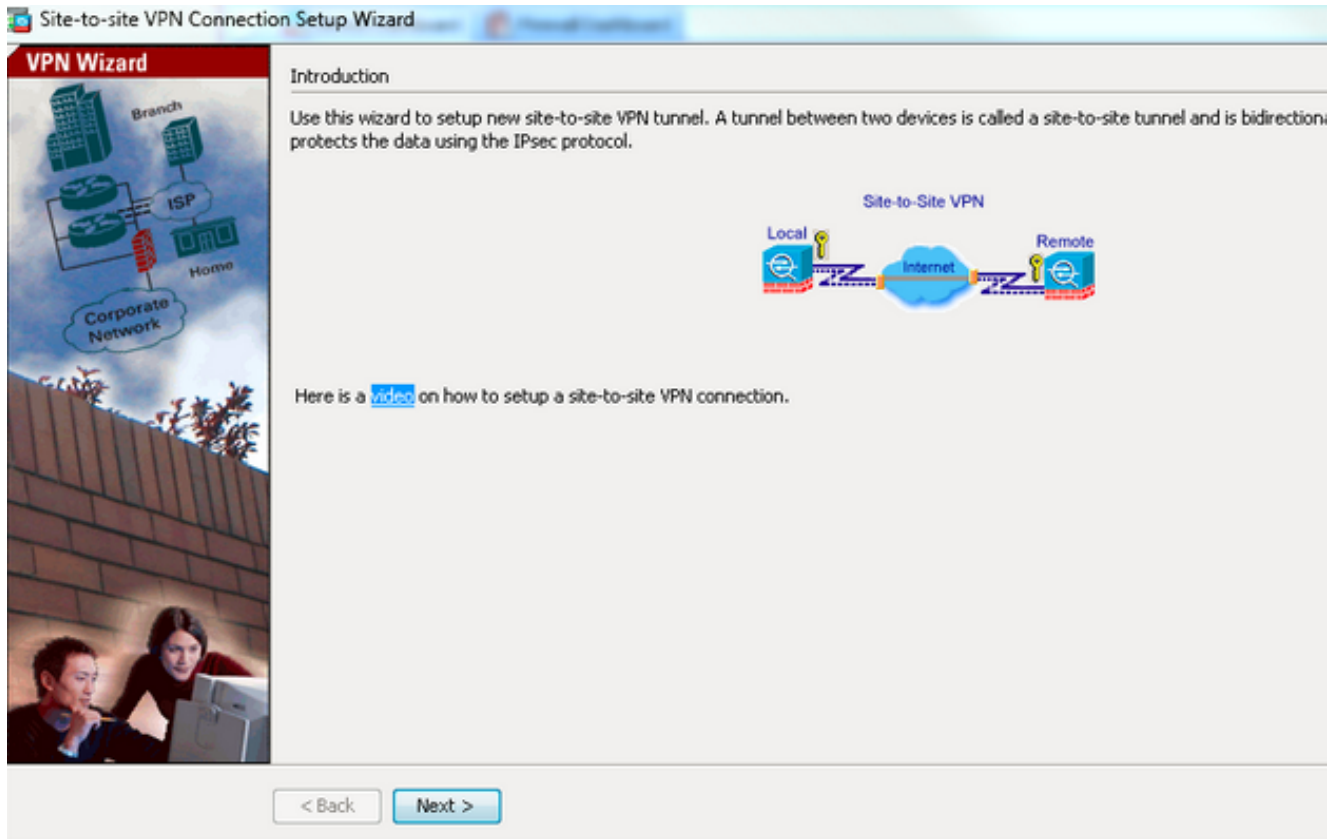 Site-to-site VPN Connection Setup Wizard
VPN Wizard
Branch
ISP
Home
Corporate
Network
Introduction
Use this wizard to setup new site-to-site VPN tunnel. A tunnel between two devices is called a site-to-site tunnel and is bidirectiona
protects the data using the IPsec protocol.
Site-to-Site VPN
Local
Internet
Remote
Here is a video on how to setup a site-to-site VPN connection.
< Back
Next >